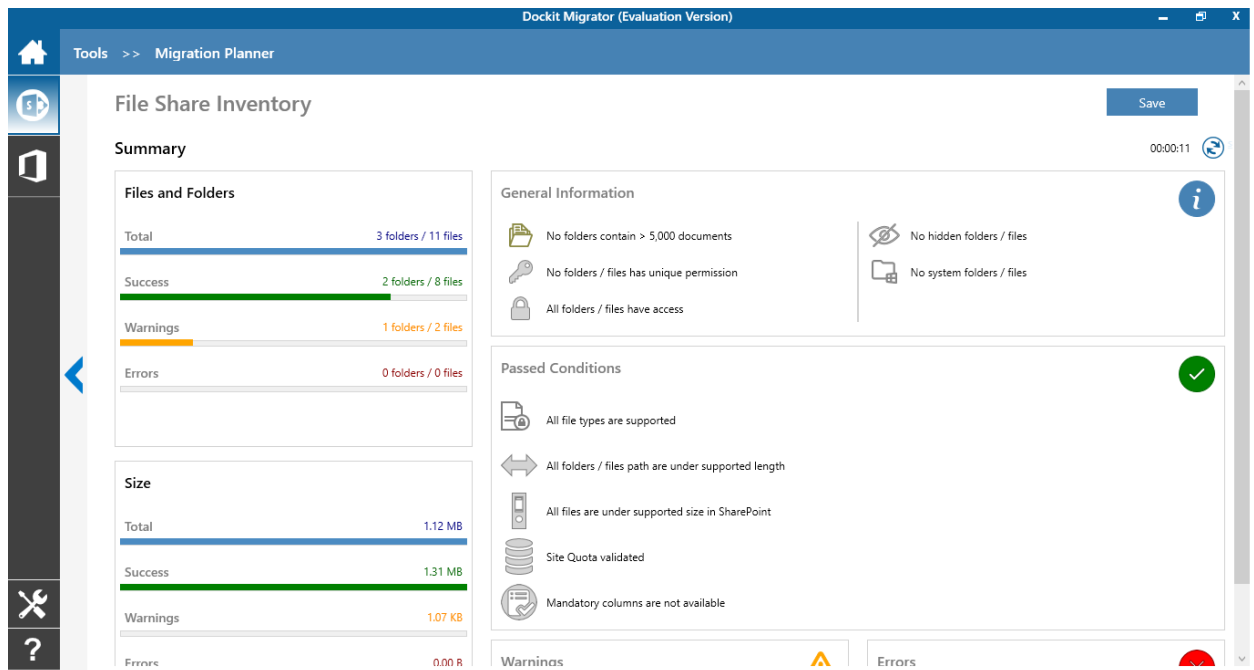 Dockit Migrator (Evaluation Version)
Tools >> Migration Planner
File Share Inventory
Save
Summary
00:00:11
Files and Folders
Total 3 folders / 11 files
Success 2 folders / 8 files
Warnings 1 folders / 2 files
Errors 0 folders / 0 files
Size
Total 1.12 MB
Success 1.31 MB
Warnings 1.07 KB
Errors 0.00 B
General Information
No folders contain > 5,000 documents
No folders / files has unique permission
All folders / files have access
No hidden folders / files
No system folders / files
Passed Conditions
All file types are supported
All folders / files path are under supported length
All files are under supported size in SharePoint
Site Quota validated
Mandatory columns are not available
Warnings
Errors